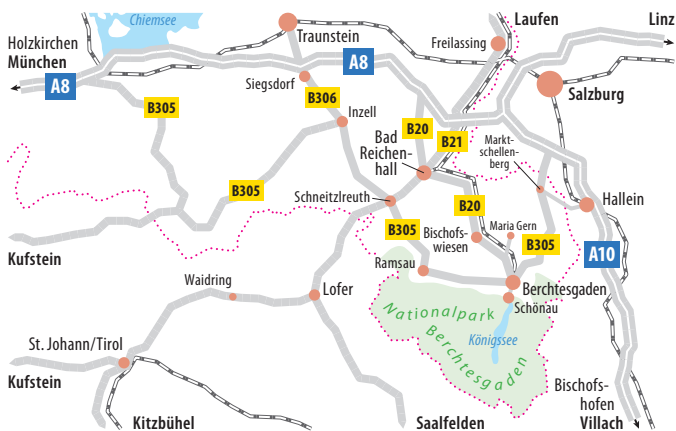 Chiemsee
Traunstein
Laufen
Linz
Holzkirchen
München
Freilassing
A8
A8
Siegsdorf
Salzburg
B305
B306
Inzell
B20
B21
Bad
Reichen-
hall
Markt-
schellen-
berg
B305
Schneitzlreuth
B20
Hallein
B305
Bischofs-
wiesen
Maria Gern
B305
A10
Kufstein
Ramsau
Waidring
Lofer
Berchtesgaden
Schönau
Nationalpark
Berchtesgaden
Königssee
St. Johann/Tirol
Kufstein
Bischofs-
hofen
Villach
Kitzbühel
Saalfelden